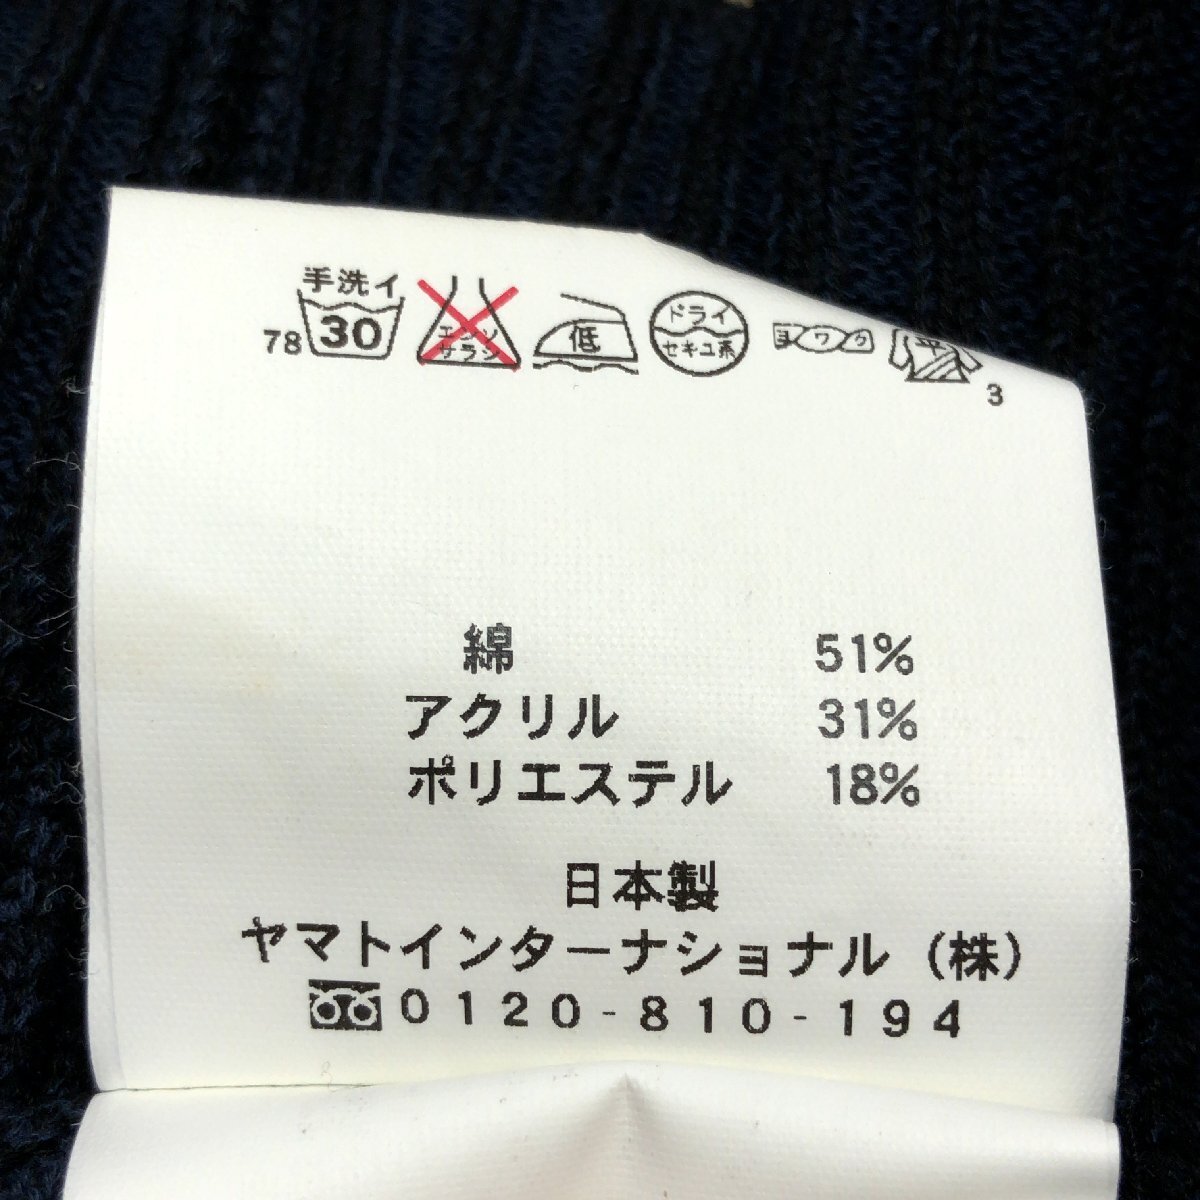 手洗イ
78 30 エンソ サラシ 低 ドライ セキユ系 ヨワク 平 3
綿 51%
アクリル 31%
ポリエステル 18%
日本製
ヤマトインターナショナル(株)
0120-810-194